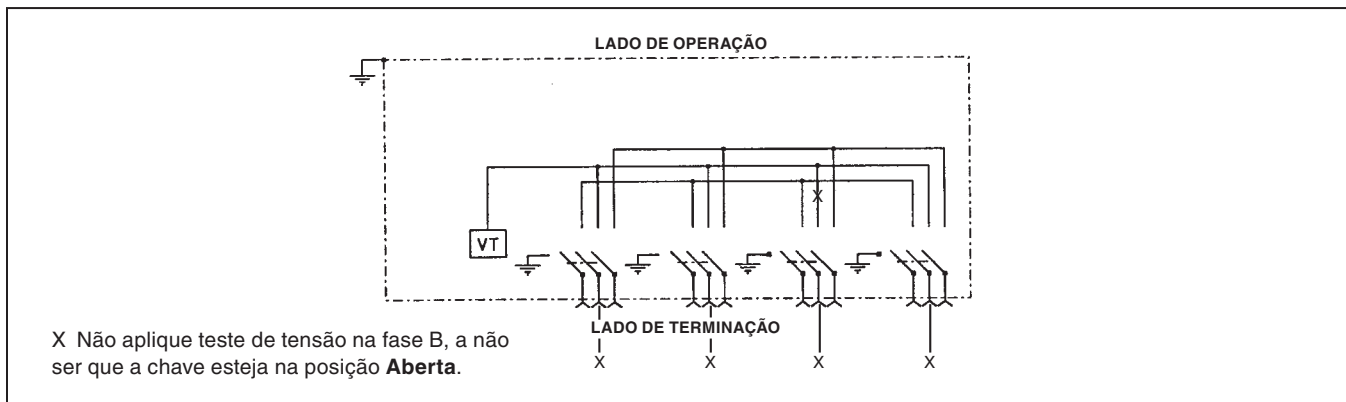 LADO DE OPERAÇÃO
X
VT
LADO DE TERMINAÇÃO
X Não aplique teste de tensão na fase B, a não
ser que a chave esteja na posição Aberta.
X X X X